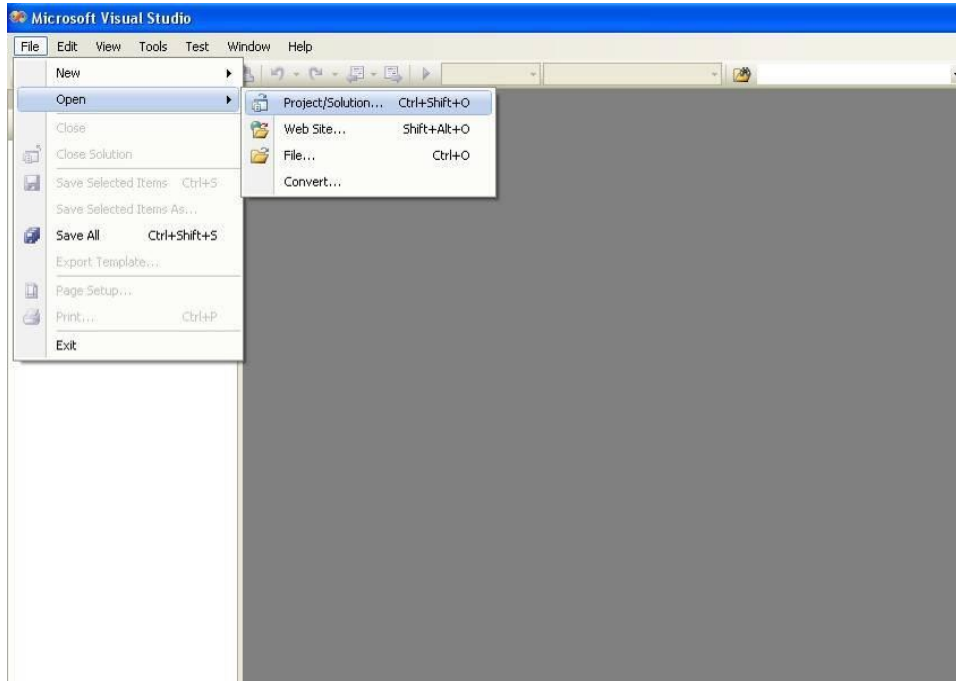 Microsoft Visual Studio
File Edit View Tools Test Window Help
New
Open
Close
Close Solution
Save Selected Items Ctrl+S
Save Selected Items As...
Save All Ctrl+Shift+S
Export Template...
Page Setup...
Print... Ctrl+P
Exit
Project/Solution... Ctrl+Shift+O
Web Site... Shift+Alt+O
File... Ctrl+O
Convert...